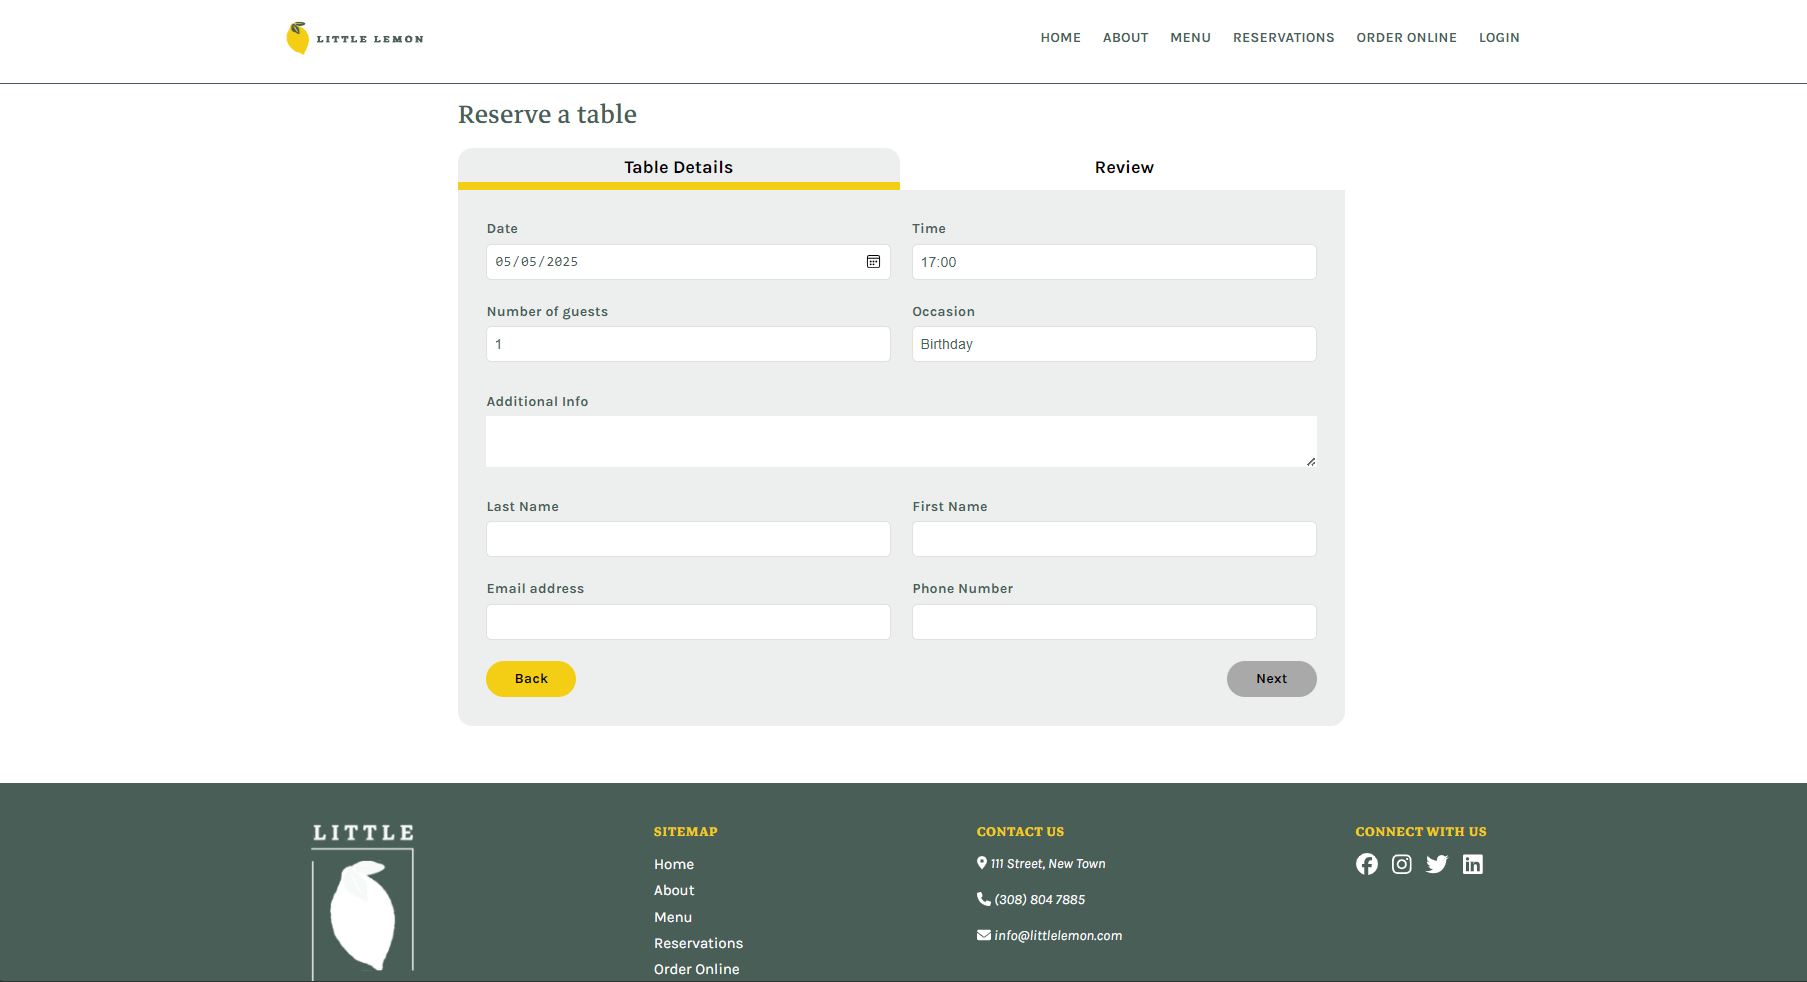 LITTLE LEMON
HOME ABOUT MENU RESERVATIONS ORDER ONLINE LOGIN
Reserve a table
Table Details Review
Date Time
05/05/2025 17:00
Number of guests Occasion
1 Birthday
Additional Info
Last Name First Name
Email address Phone Number
Back Next
LITTLE
SITEMAP
Home
About
Menu
Reservations
Order Online
CONTACT US
111 Street, New Town
(308) 804 7885
info@littlelemon.com
CONNECT WITH US